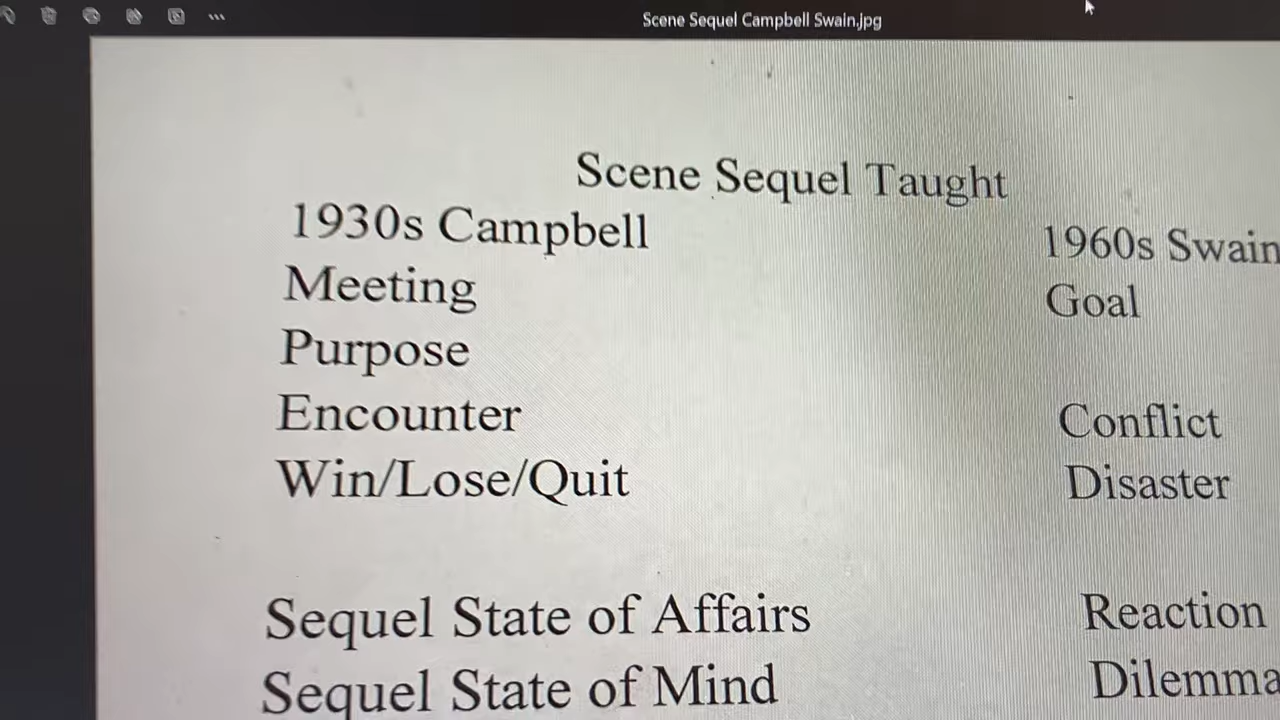 Scene Sequel Campbell Swain.jpg
Scene Sequel Taught
1930s Campbell 1960s Swain
Meeting Goal
Purpose
Encounter Conflict
Win/Lose/Quit Disaster
Sequel State of Affairs Reaction
Sequel State of Mind Dilemma